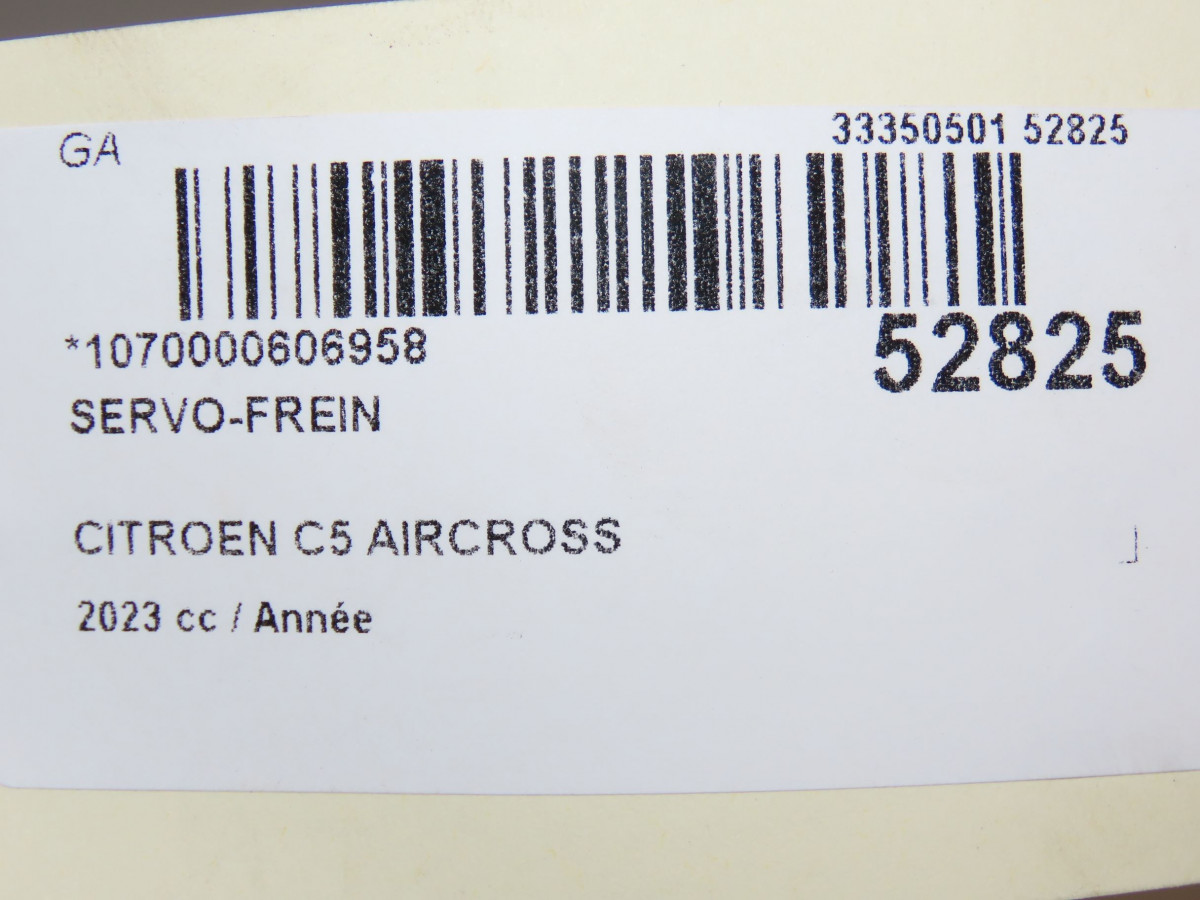 GA
33350501 52825
*1070000606958
52825
SERVO-FREIN
CITROEN C5 AIRCROSS
2023 cc / Année